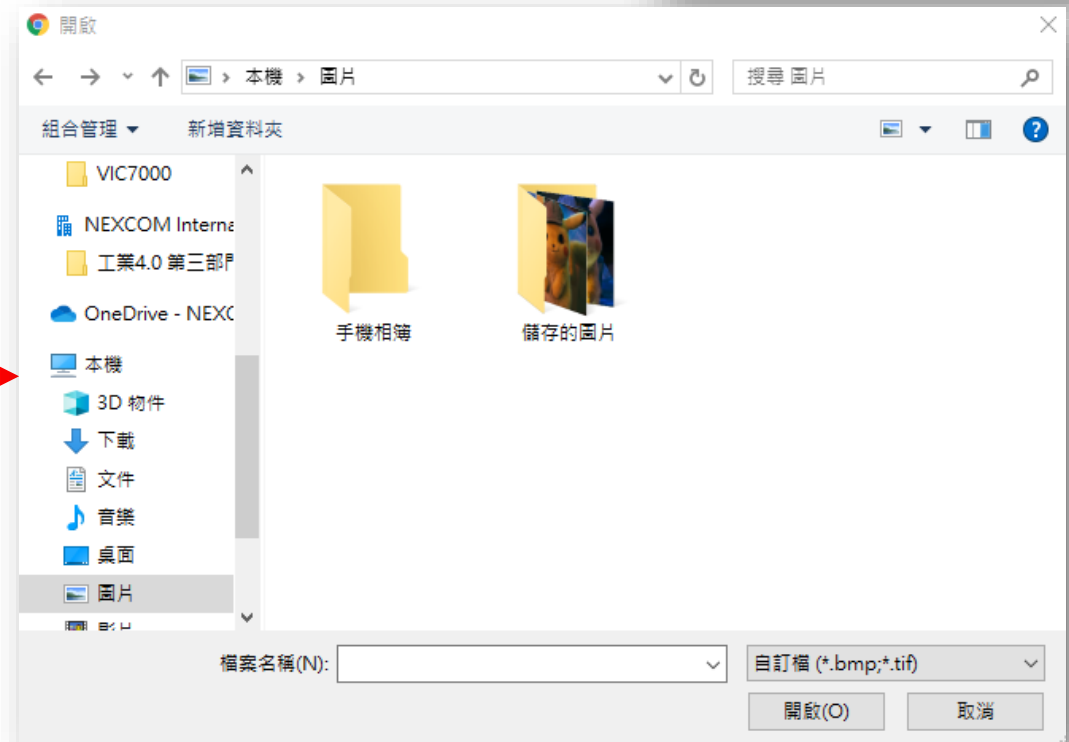 開啟
本機 › 圖片
搜尋 圖片
組合管理
新增資料夾
VIC7000
NEXCOM Interna
工業4.0 第三部門
OneDrive - NEXC
本機
3D 物件
下載
文件
音樂
桌面
圖片
影片
手機相簿
儲存的圖片
檔案名稱(N):
自訂檔 (*.bmp;*.tif)
開啟(O)
取消